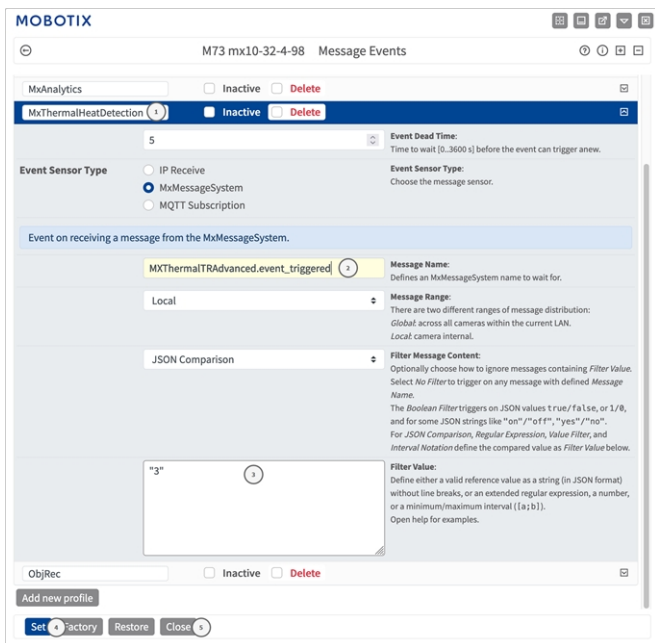 MOBOTIX
M73 mx10-32-4-98 Message Events
MxAnalytics Inactive Delete
MxThermalHeatDetection 1 Inactive Delete
5
Event Dead Time:
Time to wait [0..3600 s] before the event can trigger anew.
Event Sensor Type
IP Receive
MxMessageSystem
MQTT Subscription
Event Sensor Type:
Choose the message sensor.
Event on receiving a message from the MxMessageSystem.
MXThermalTRAdvanced.event_triggered 2
Message Name:
Defines an MxMessageSystem name to wait for.
Local
Message Range:
There are two different ranges of message distribution:
Global: across all cameras within the current LAN.
Local: camera internal.
JSON Comparison
Filter Message Content:
Optionally choose how to ignore messages containing Filter Value.
Select No Filter to trigger on any message with defined Message
Name.
The Boolean Filter triggers on JSON values true/false, or 1/0,
and for some JSON strings like "on"/"off", "yes"/"no".
For JSON Comparison, Regular Expression, Value Filter, and
Interval Notation define the compared value as Filter Value below.
"3" 3
Filter Value:
Define either a valid reference value as a string (in JSON format)
without line breaks, or an extended regular expression, a number,
or a minimum/maximum interval ([a;b]).
Open help for examples.
ObjRec Inactive Delete
Add new profile
Set 4 Factory Restore Close 5